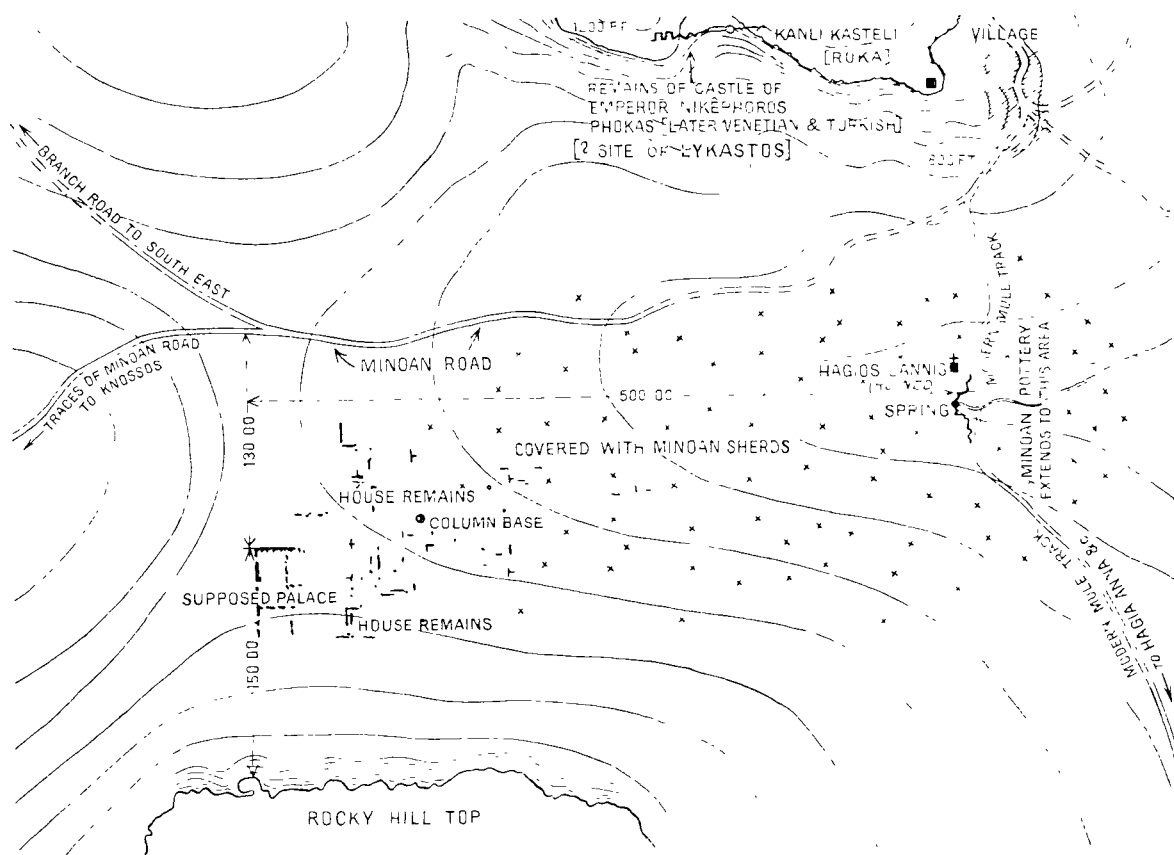 KANLI KASTELI
[ROKA]
VILLAGE
REMAINS OF CASTLE OF
EMPEROR NIKĒPHOROS
PHOKAS [LATER VENETIAN & TURKISH]
[? SITE OF LYKASTOS]
600 FT
BRANCH ROAD TO SOUTH EAST
MINOAN ROAD
TRACES OF MINOAN ROAD
TO KNOSSOS
MODERN MULE TRACK
HAGIOS IANNIS
SPRING
MINOAN POTTERY
EXTENDS TO THIS AREA
500 00
130 00
COVERED WITH MINOAN SHERDS
HOUSE REMAINS
COLUMN BASE
SUPPOSED PALACE
HOUSE REMAINS
150 00
MODERN MULE TRACK
TO HAGIA ANNA &C
ROCKY HILL TOP